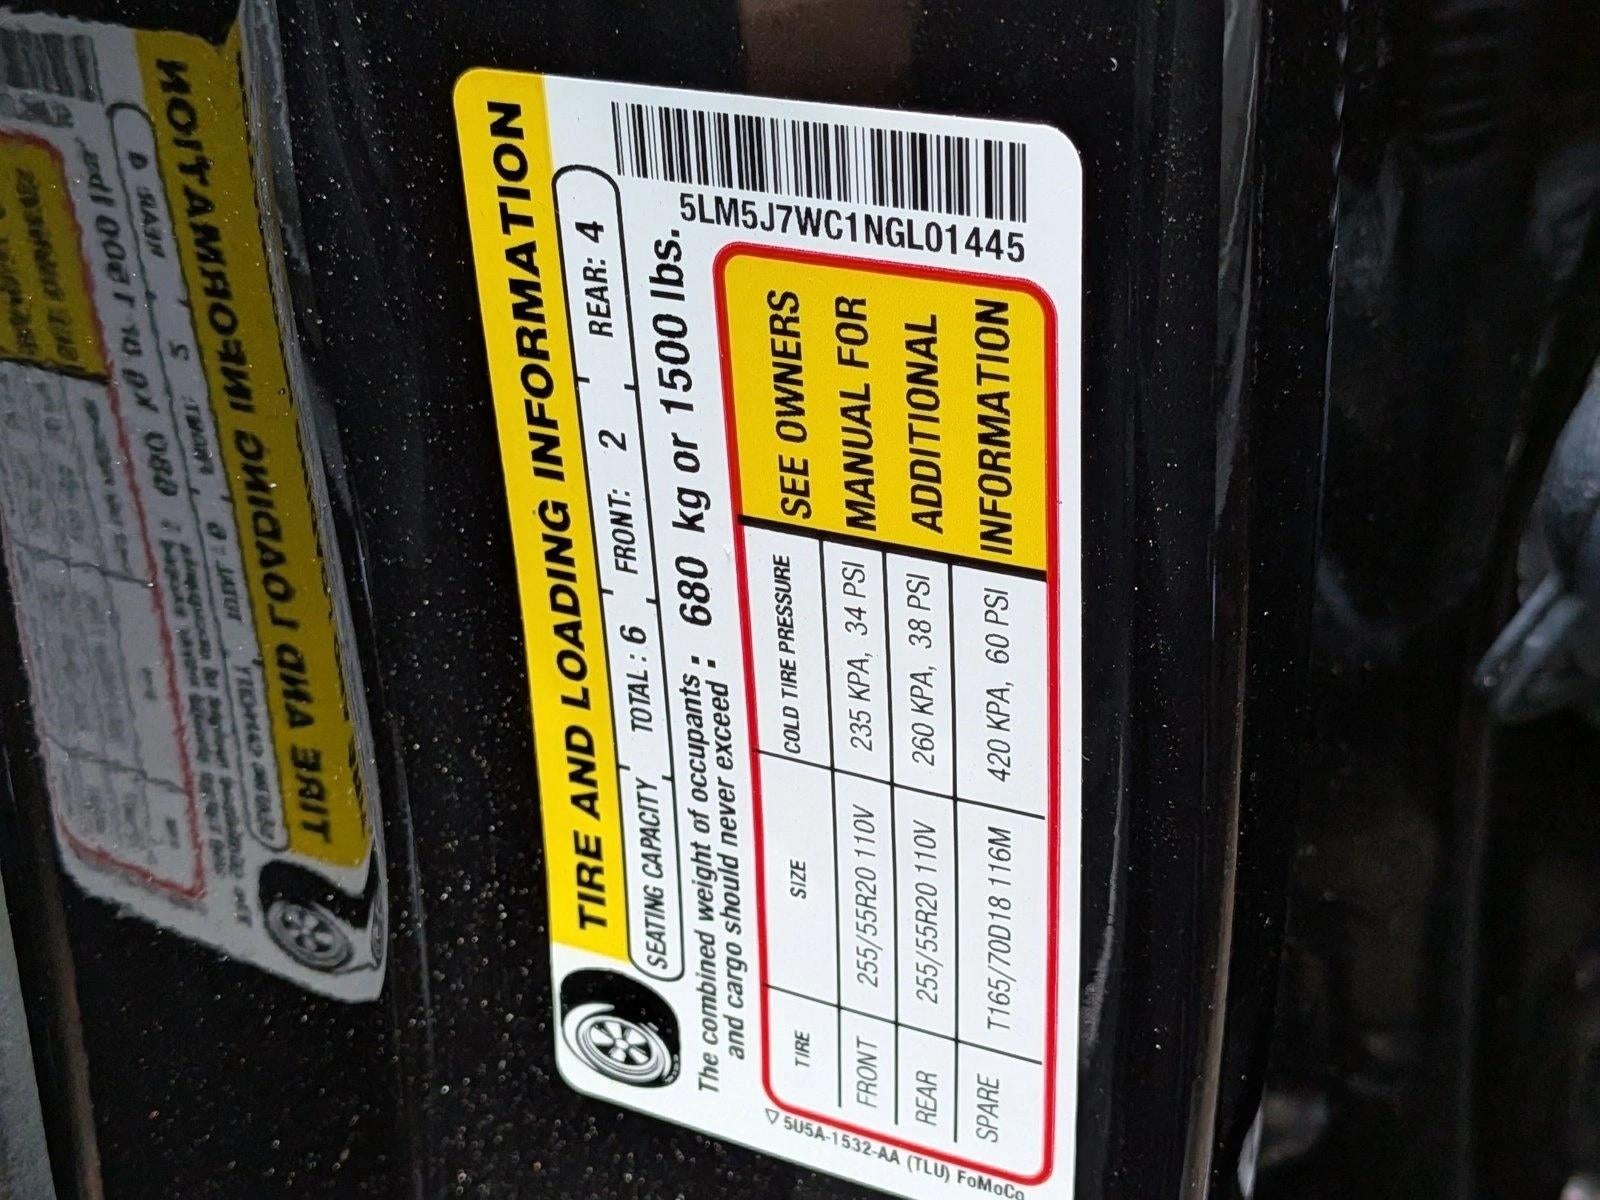 TIRE AND LOADING INFORMATION
SEATING CAPACITY TOTAL : 6 FRONT: 2 REAR: 4
The combined weight of occupants : 680 kg or 1500 lbs.
and cargo should never exceed :
5LM5J7WC1NGL01445
TIRE SIZE COLD TIRE PRESSURE
FRONT 255/55R20 110V 235 KPA, 34 PSI
REAR 255/55R20 110V 260 KPA, 38 PSI
SPARE T165/70D18 116M 420 KPA, 60 PSI
SEE OWNERS
MANUAL FOR
ADDITIONAL
INFORMATION
5U5A-1532-AA (TLU) FoMoCo